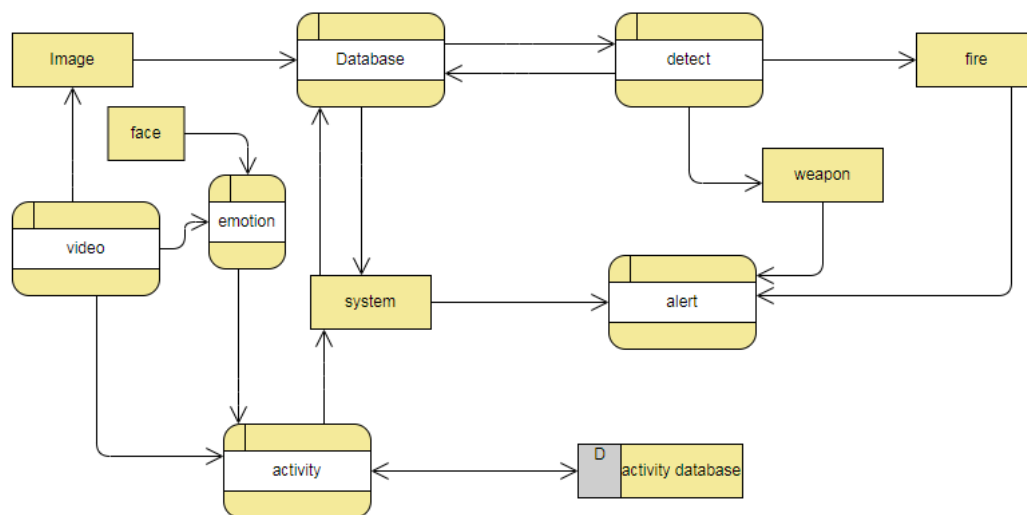 Image
Database
detect
fire
face
weapon
emotion
video
system
alert
activity
D
activity database